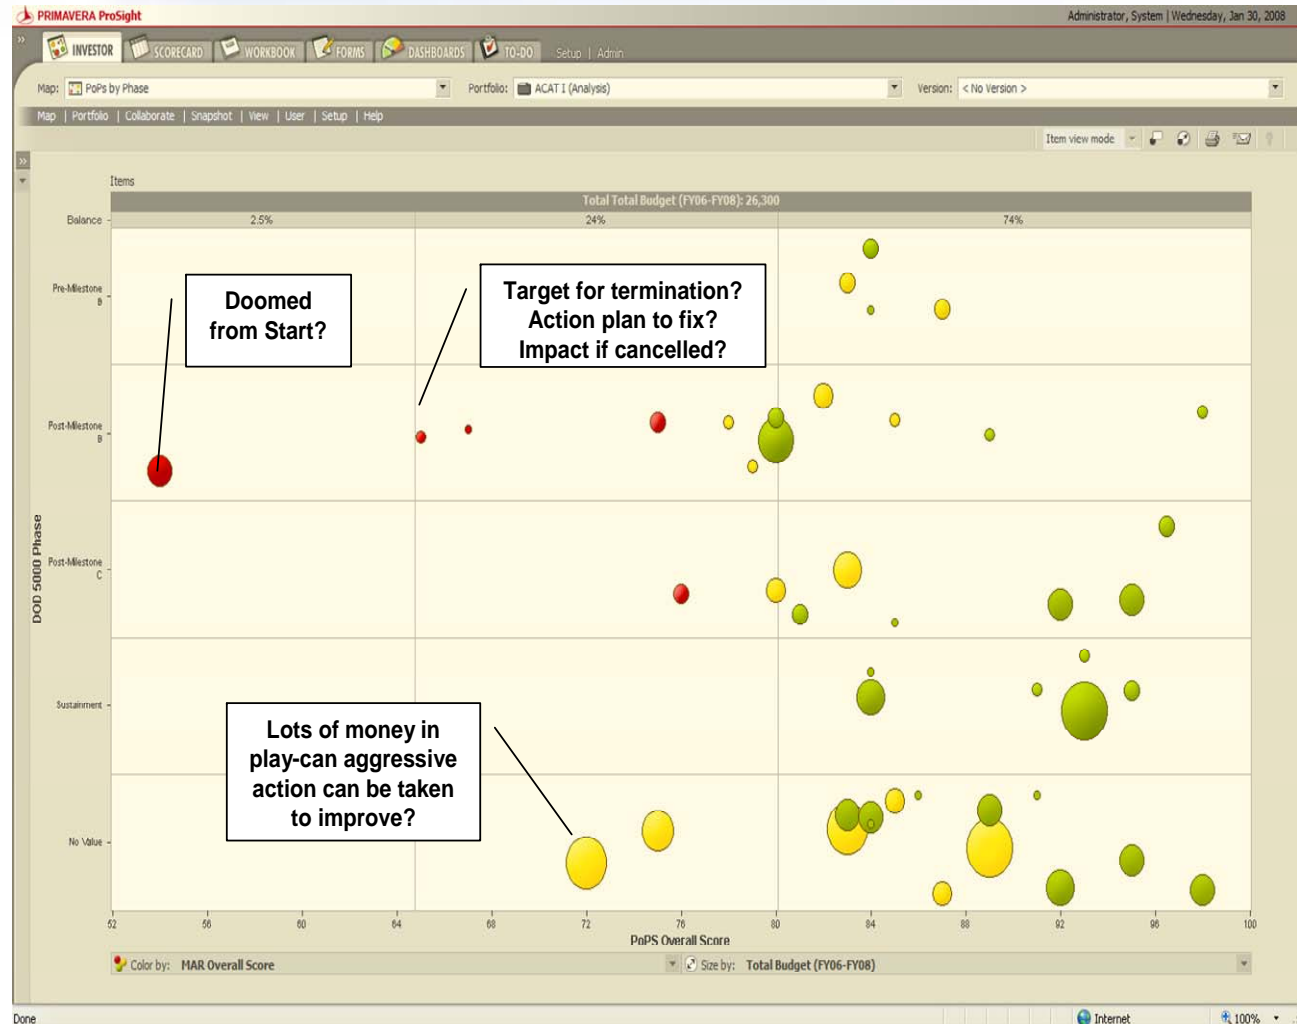 PRIMAVERA ProSight
Administrator, System | Wednesday, Jan 30, 2008
INVESTOR SCORECARD WORKBOOK FORMS DASHBOARDS TO-DO Setup | Admin
Map: PoPs by Phase Portfolio: ACAT I (Analysis) Version: < No Version >
Map | Portfolio | Collaborate | Snapshot | View | User | Setup | Help
Item view mode
Items
Total Total Budget (FY06-FY08): 26,300
Balance 2.5% 24% 74%
Pre-Milestone
B
Doomed
from Start?
Target for termination?
Action plan to fix?
Impact if cancelled?
Post-Milestone
B
DOD 5000 Phase
Post-Milestone
C
Sustainment
Lots of money in
play-can aggressive
action can be taken
to improve?
No Value
52 56 60 64 68 72 76 80 84 88 92 96 100
PoPS Overall Score
Color by: MAR Overall Score Size by: Total Budget (FY06-FY08)
Done Internet 100%